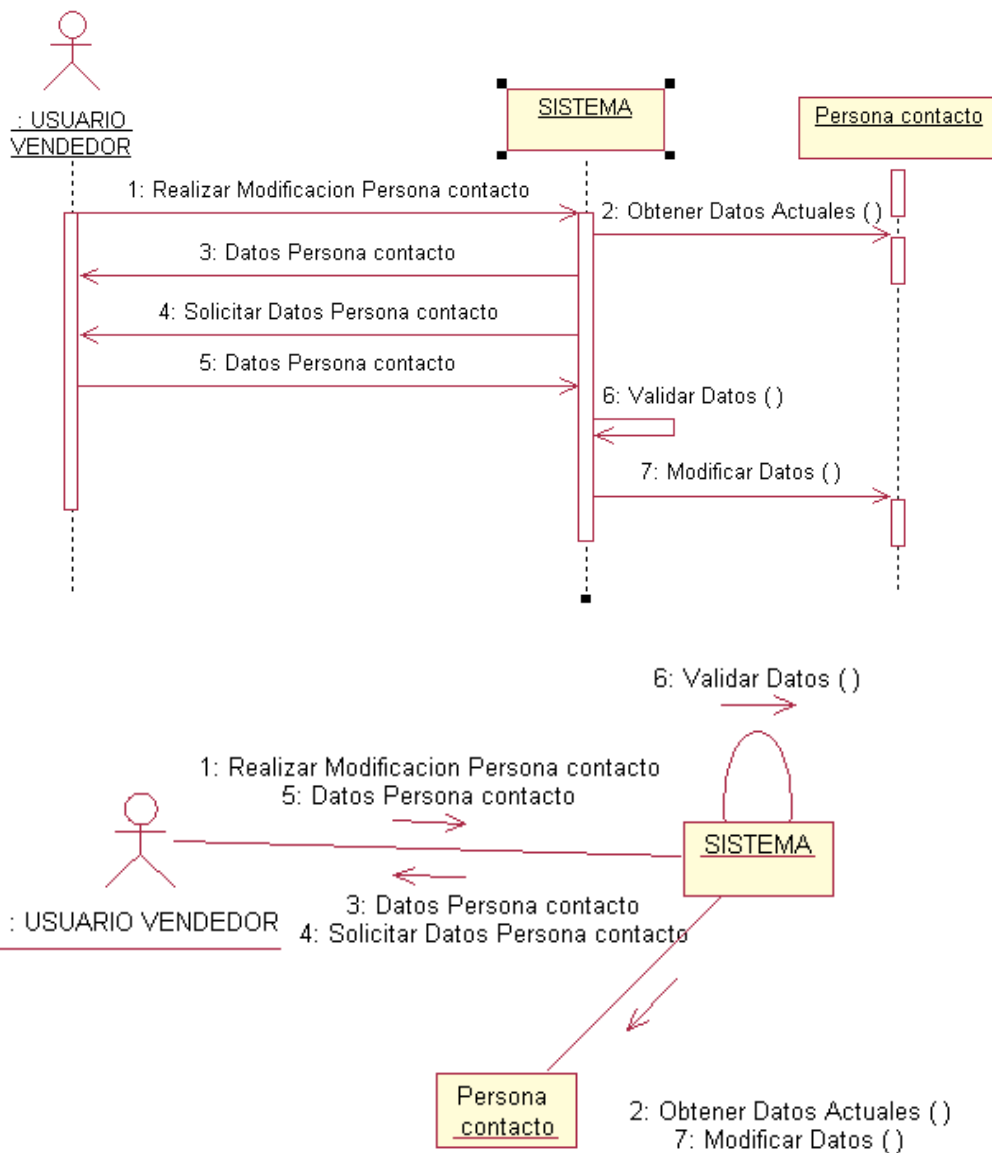 : USUARIO
VENDEDOR
SISTEMA
Persona contacto
1: Realizar Modificacion Persona contacto
2: Obtener Datos Actuales ( )
3: Datos Persona contacto
4: Solicitar Datos Persona contacto
5: Datos Persona contacto
6: Validar Datos ( )
7: Modificar Datos ( )
6: Validar Datos ( )
1: Realizar Modificacion Persona contacto
5: Datos Persona contacto
SISTEMA
: USUARIO VENDEDOR
3: Datos Persona contacto
4: Solicitar Datos Persona contacto
Persona
contacto
2: Obtener Datos Actuales ( )
7: Modificar Datos ( )